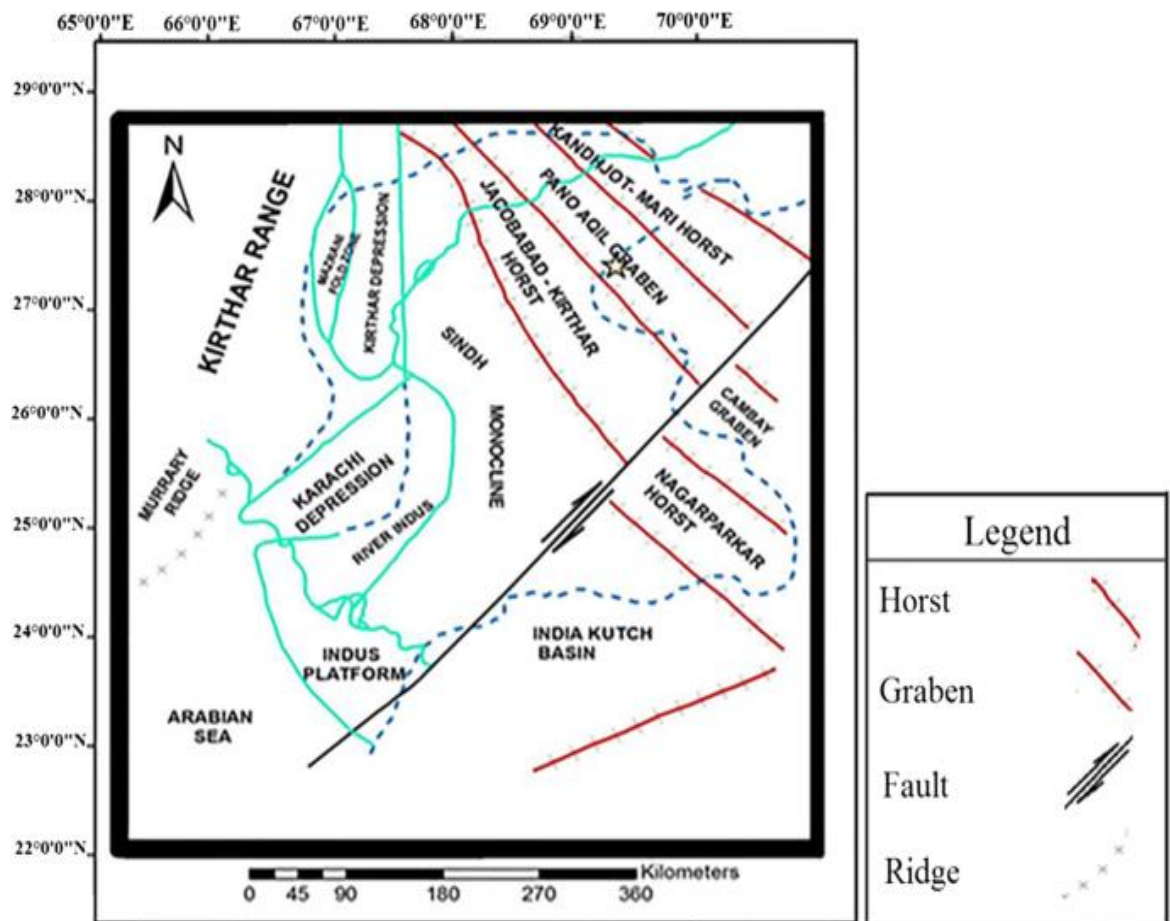 65°0'0"E 66°0'0"E 67°0'0"E 68°0'0"E 69°0'0"E 70°0'0"E
29°0'0"N
28°0'0"N
27°0'0"N
26°0'0"N
25°0'0"N
24°0'0"N
23°0'0"N
22°0'0"N
N
KIRTHAR RANGE
MAZRANI
FOLD ZONE
KIRTHAR DEPRESSION
KANDHJOT- MARI HORST
PANO AQIL GRABEN
JACOBABAD - KIRTHAR
HORST
SINDH
MONOCLINE
CAMBAY
GRABEN
NAGARPARKAR
HORST
MURRARY
RIDGE
KARACHI
DEPRESSION
RIVER INDUS
INDUS
PLATFORM
INDIA KUTCH
BASIN
ARABIAN
SEA
Kilometers
0 45 90 180 270 360
Legend
Horst
Graben
Fault
Ridge